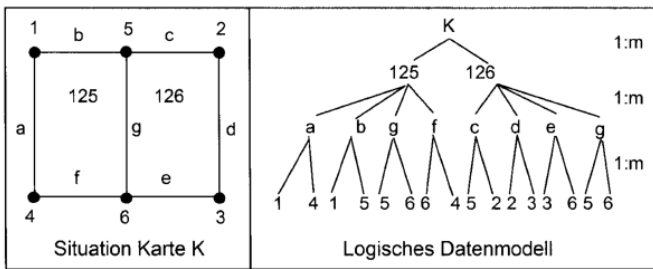 1 b 5 c 2
125 126
a g d
f e
4 6 3
Situation Karte K
K
1:m
125 126
1:m
a b g f c d e g
1:m
1 4 1 5 5 6 6 4 5 2 2 3 3 6 5 6
Logisches Datenmodell